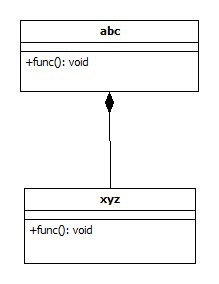 abc
+func(): void
xyz
+func(): void